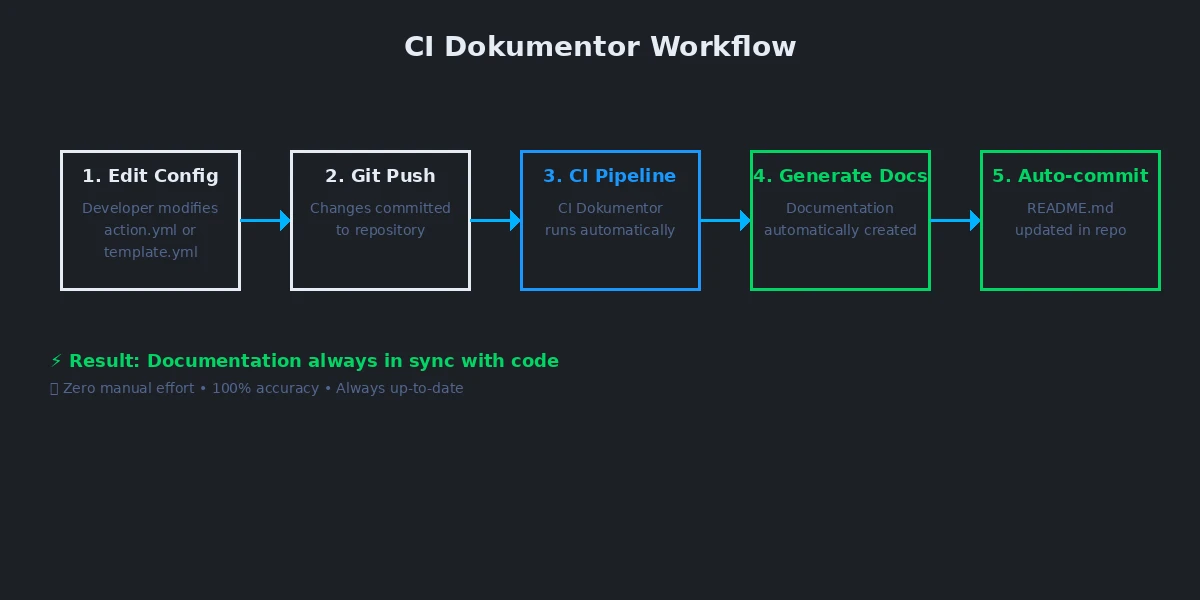 CI Dokumentor Workflow
1. Edit Config
Developer modifies
action.yml or
template.yml
2. Git Push
Changes committed
to repository
3. CI Pipeline
CI Dokumentor
runs automatically
4. Generate Docs
Documentation
automatically created
5. Auto-commit
README.md
updated in repo
⚡ Result: Documentation always in sync with code
Zero manual effort • 100% accuracy • Always up-to-date